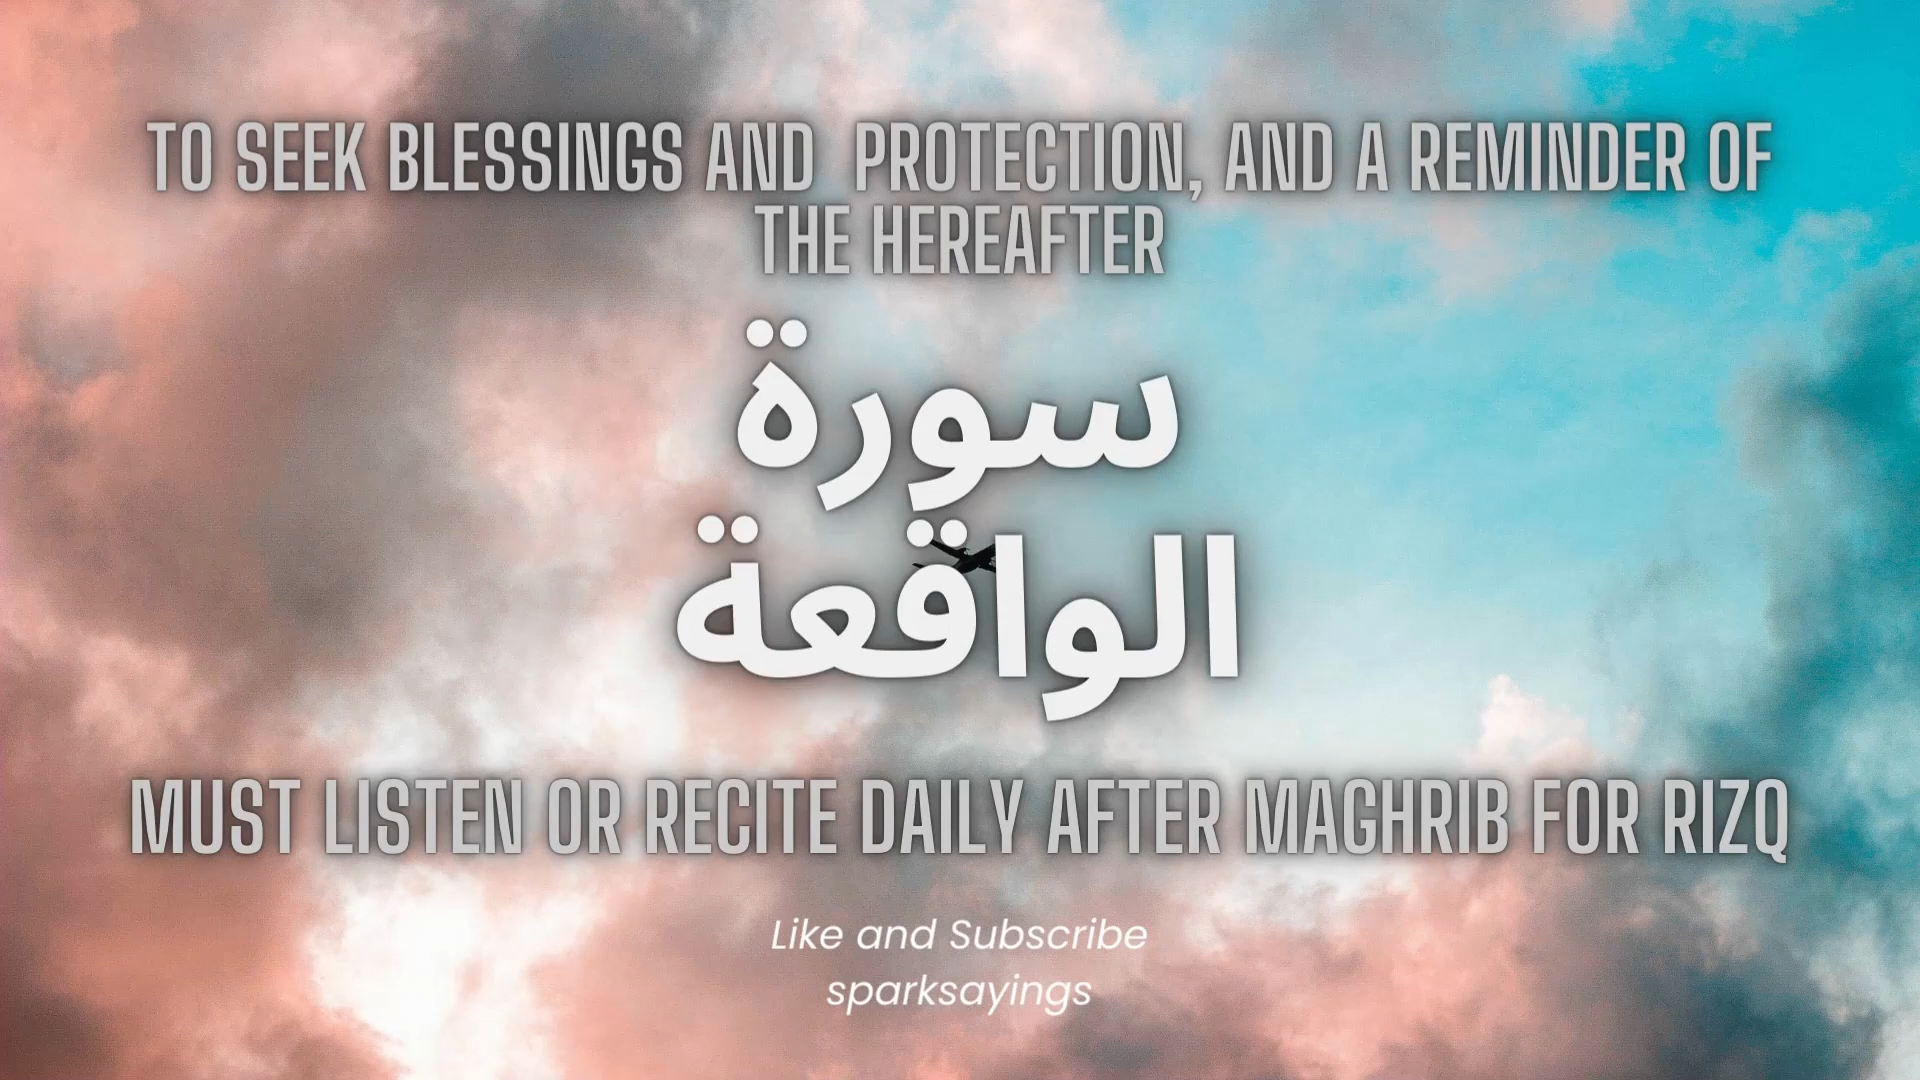 TO SEEK BLESSINGS AND PROTECTION, AND A REMINDER OF
THE HEREAFTER
سورة
الواقعة
MUST LISTEN OR RECITE DAILY AFTER MAGHRIB FOR RIZQ
Like and Subscribe
sparksayings